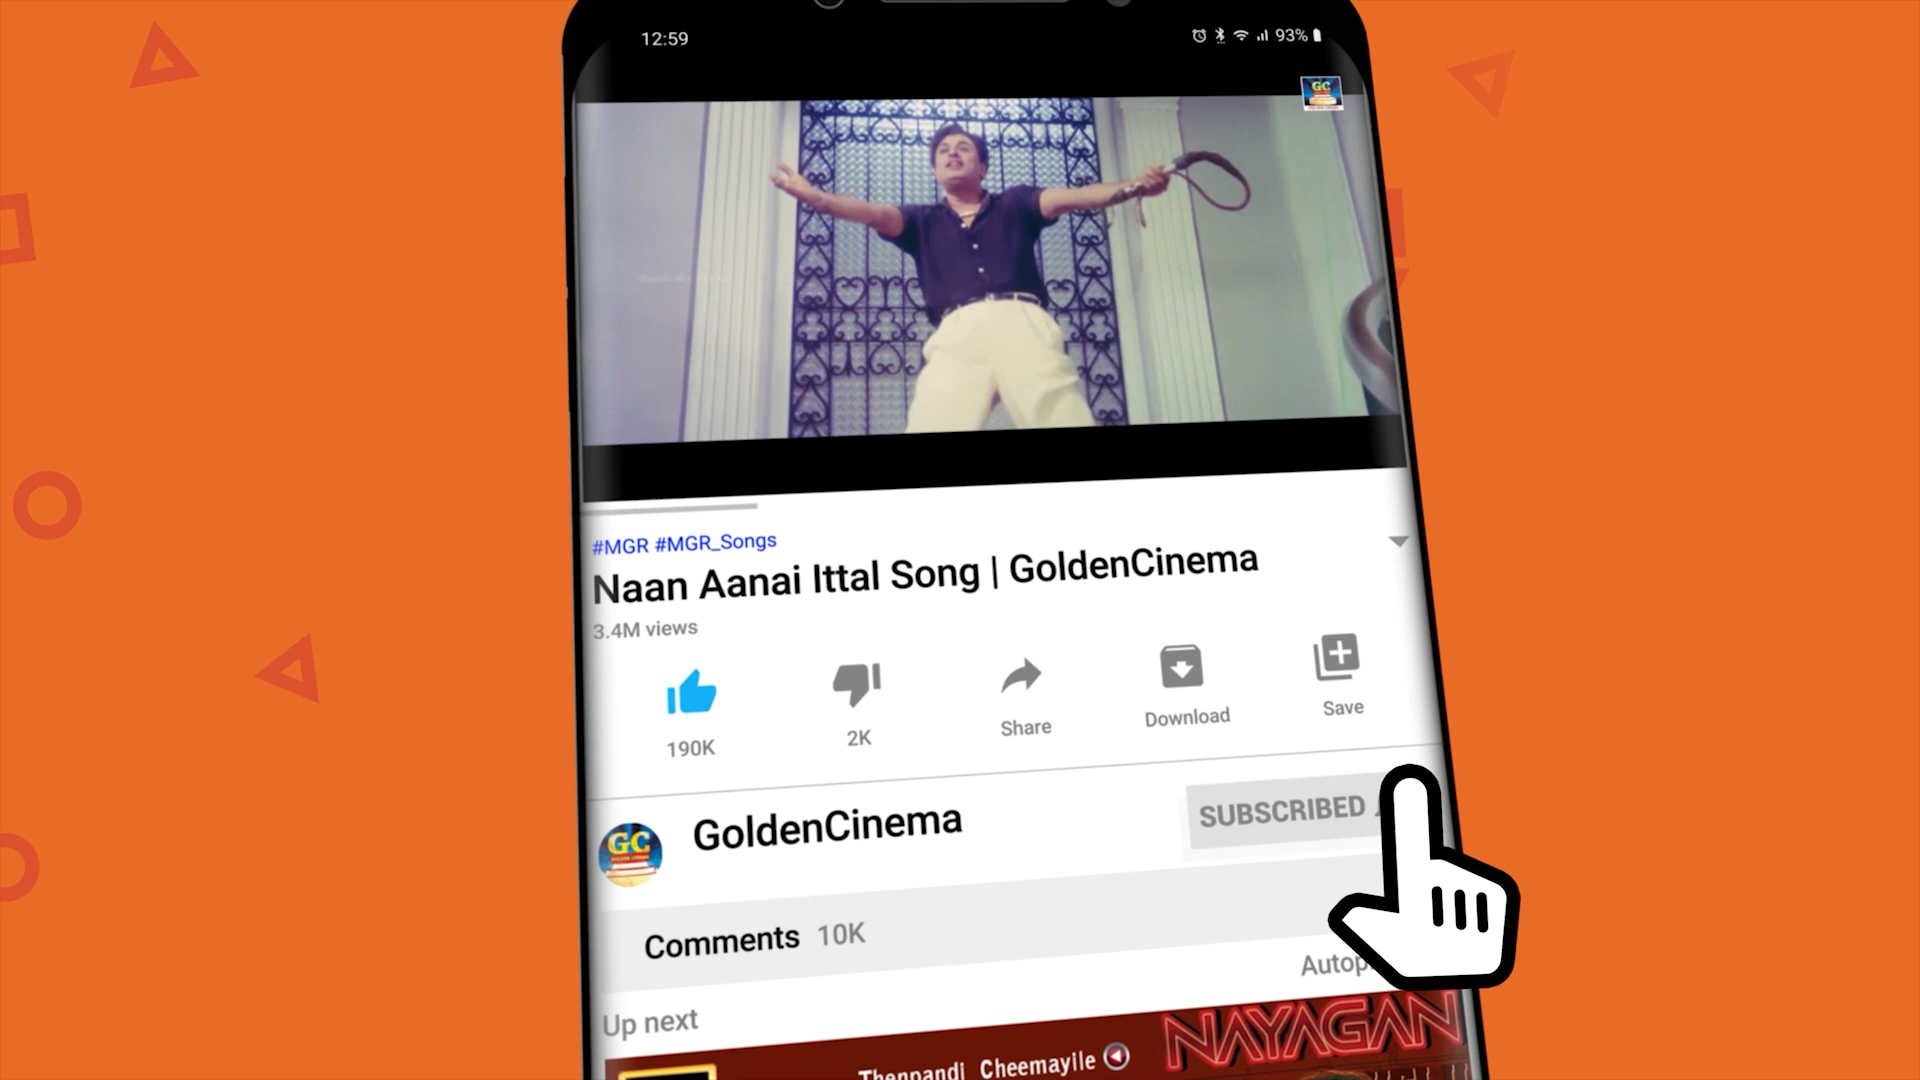 12:59
93%
GC
#MGR #MGR_Songs
Naan Aanai Ittal Song | GoldenCinema
3.4M views
190K
2K
Share
Download
Save
GC
GoldenCinema
SUBSCRIBED
Comments 10K
Up next
Thenpandi Cheemayile
NAYAGAN